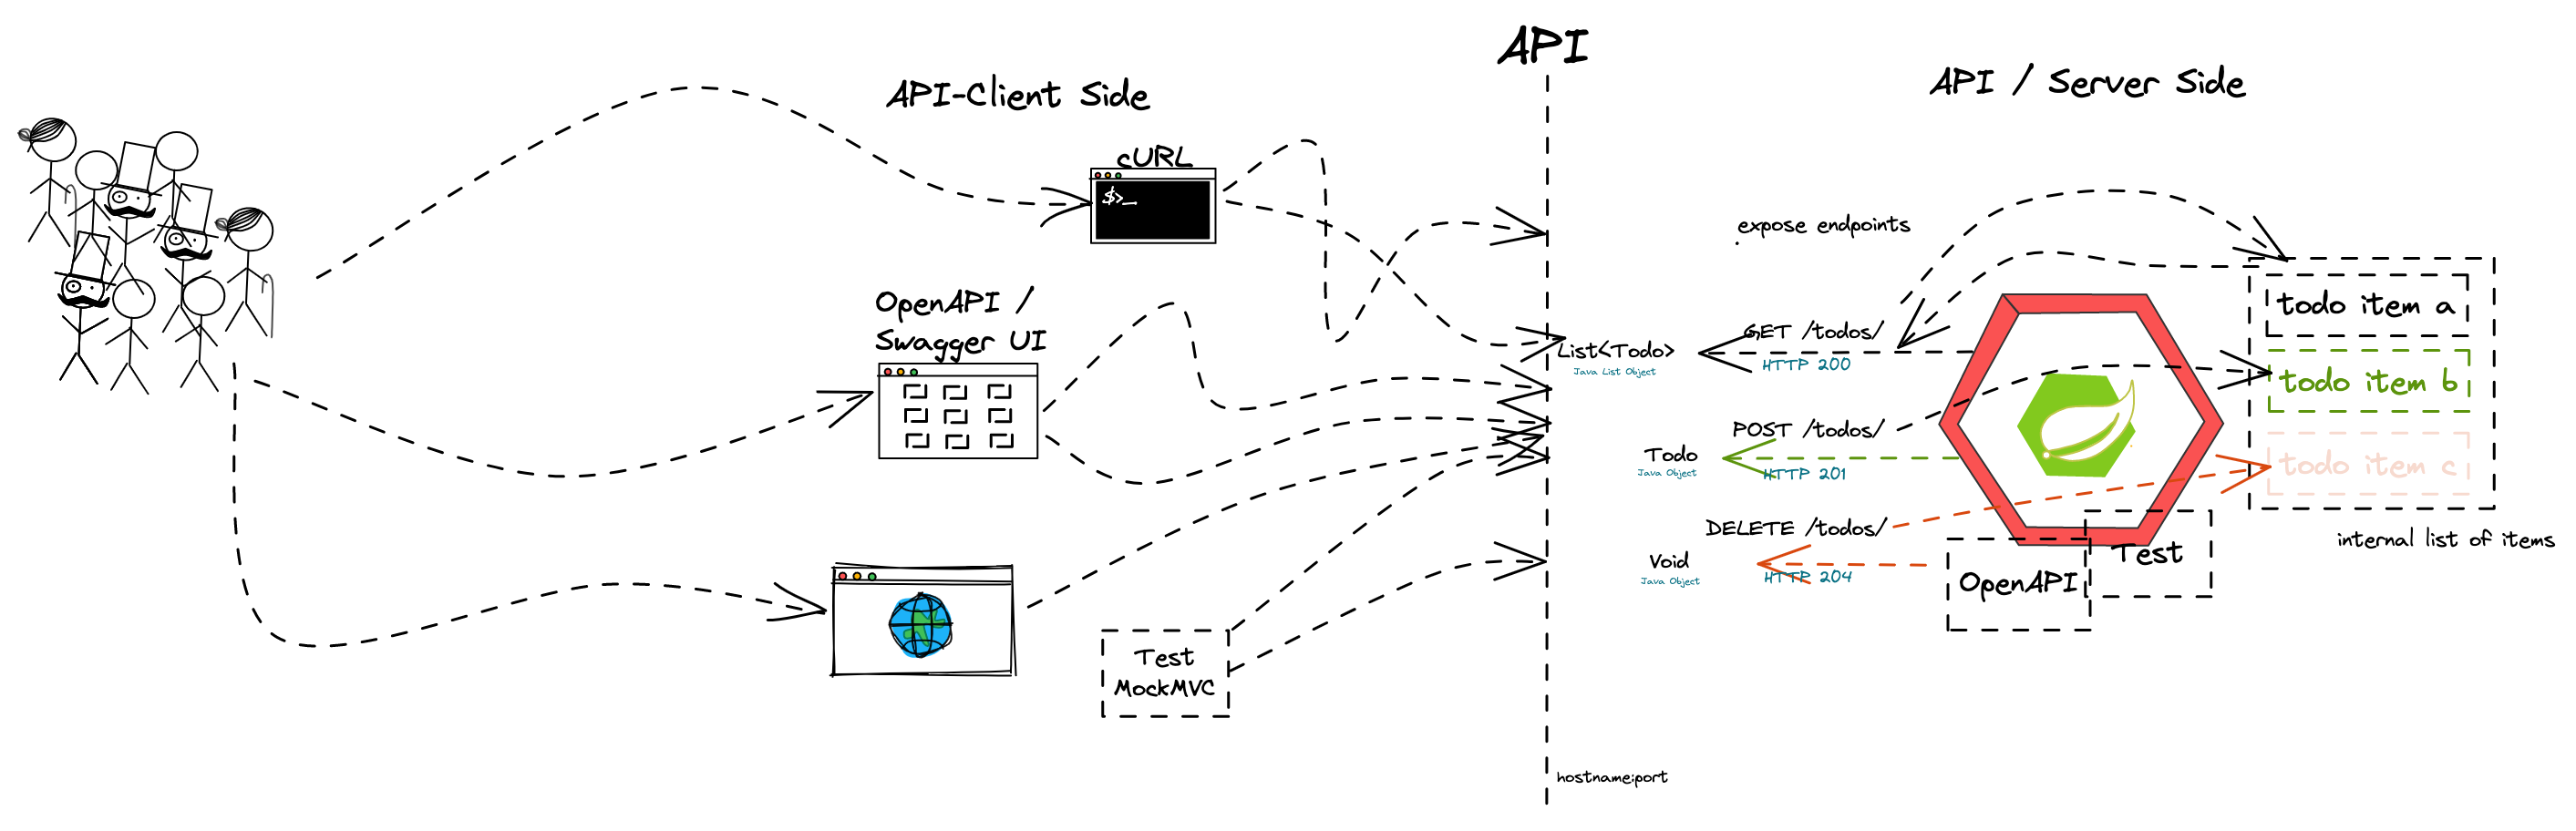 API
API-Client Side
API / Server Side
cURL
$>_
expose endpoints
.
OpenAPI /
Swagger UI
todo item a
GET /todos/
List<Todo>
Java List Object
HTTP 200
todo item b
POST /todos/
Todo
Java Object
HTTP 201
todo item c
DELETE /todos/
Void
Java Object
HTTP 204
internal list of items
Test
OpenAPI
Test
MockMVC
hostname:port